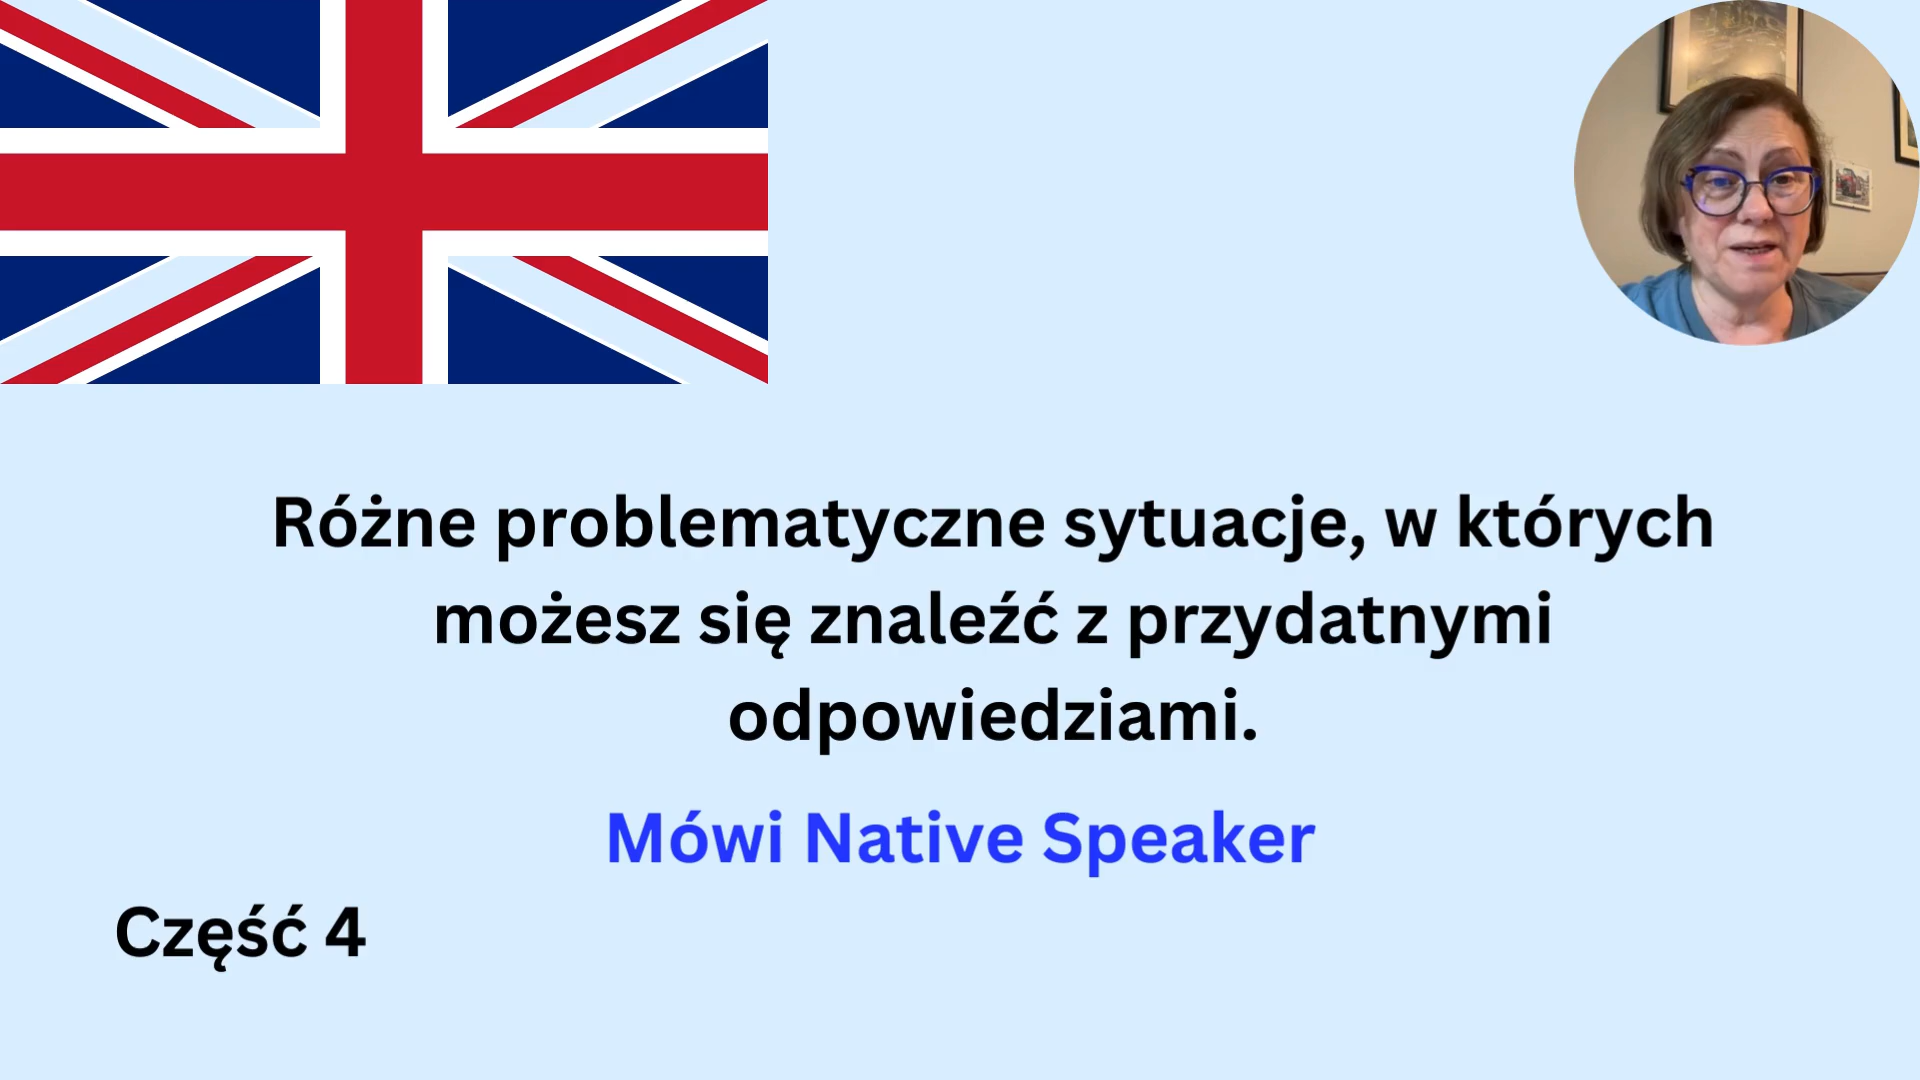 Różne problematyczne sytuacje, w których
możesz się znaleźć z przydatnymi
odpowiedziami.
Mówi Native Speaker
Część 4